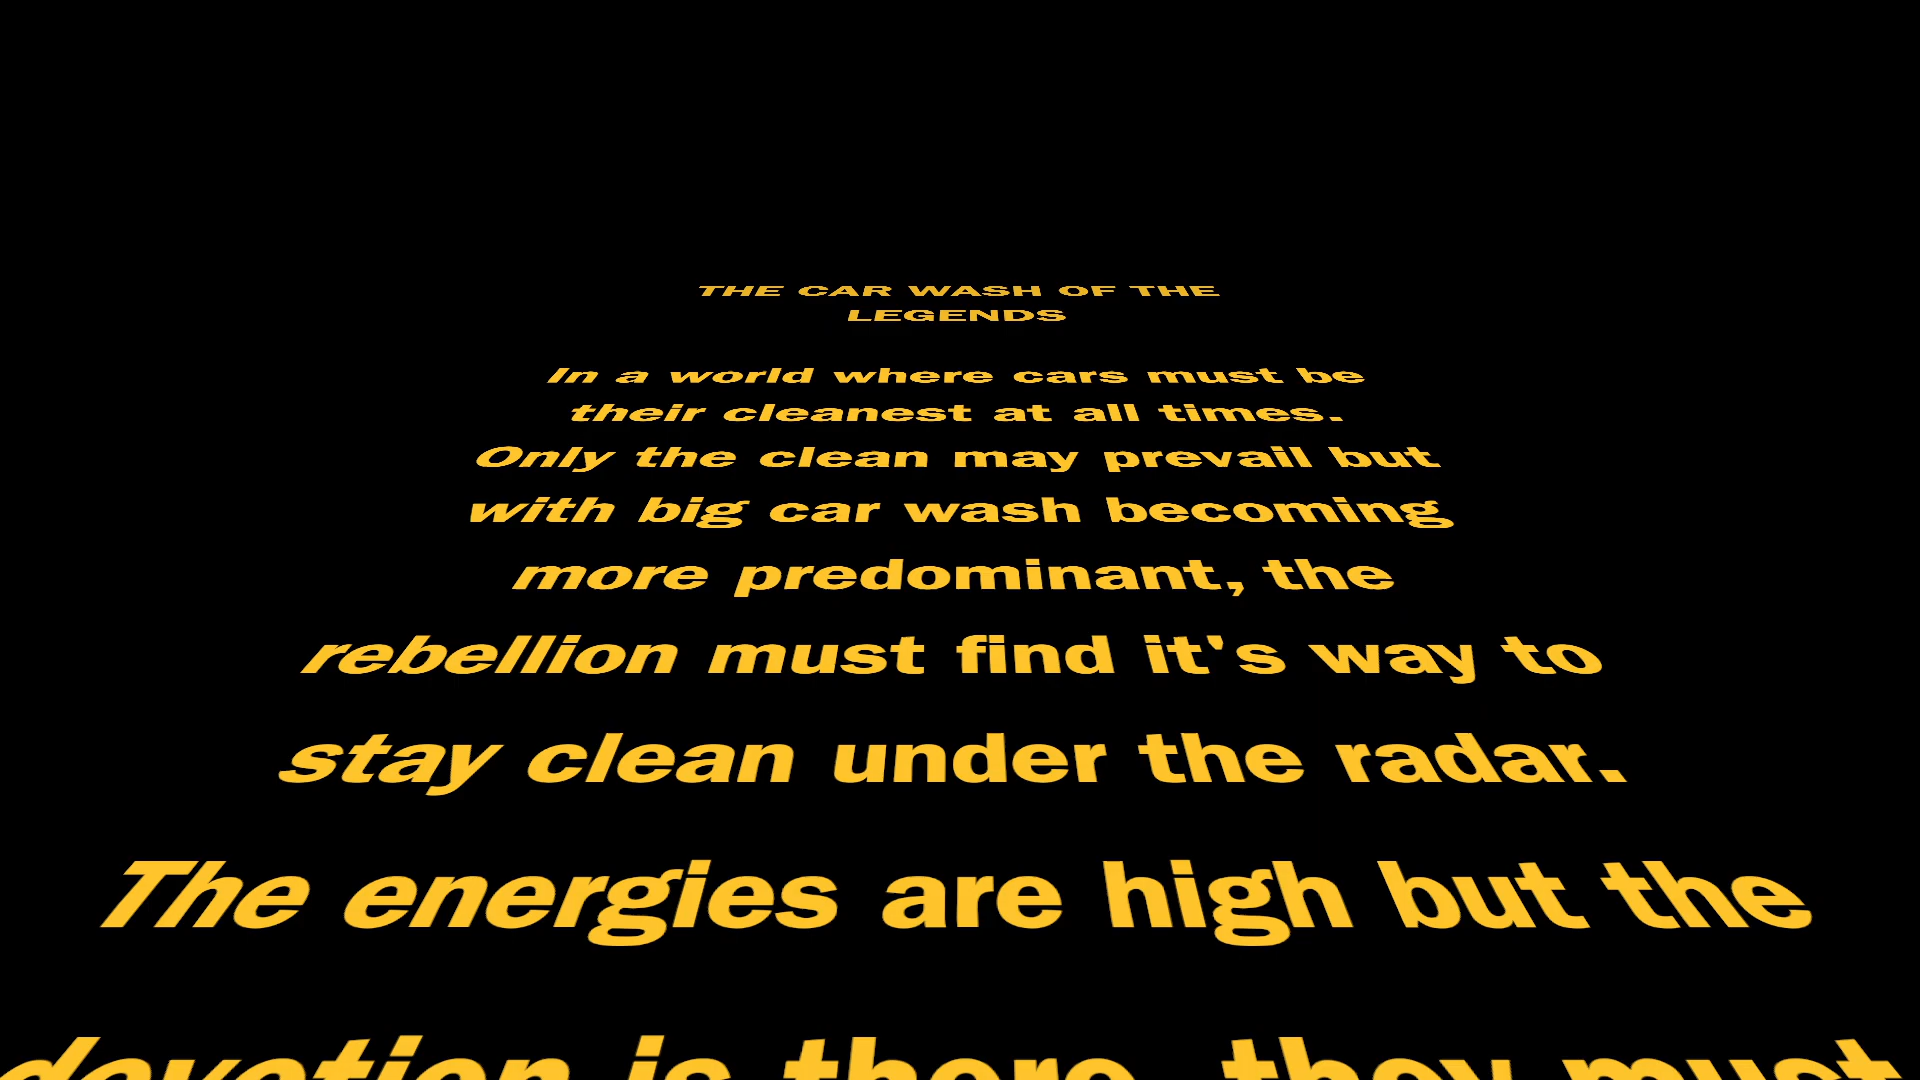 THE CAR WASH OF THE
LEGENDS
In a world where cars must be
their cleanest at all times.
Only the clean may prevail but
with big car wash becoming
more predominant, the
rebellion must find it's way to
stay clean under the radar.
The energies are high but the
devotion is there, they must